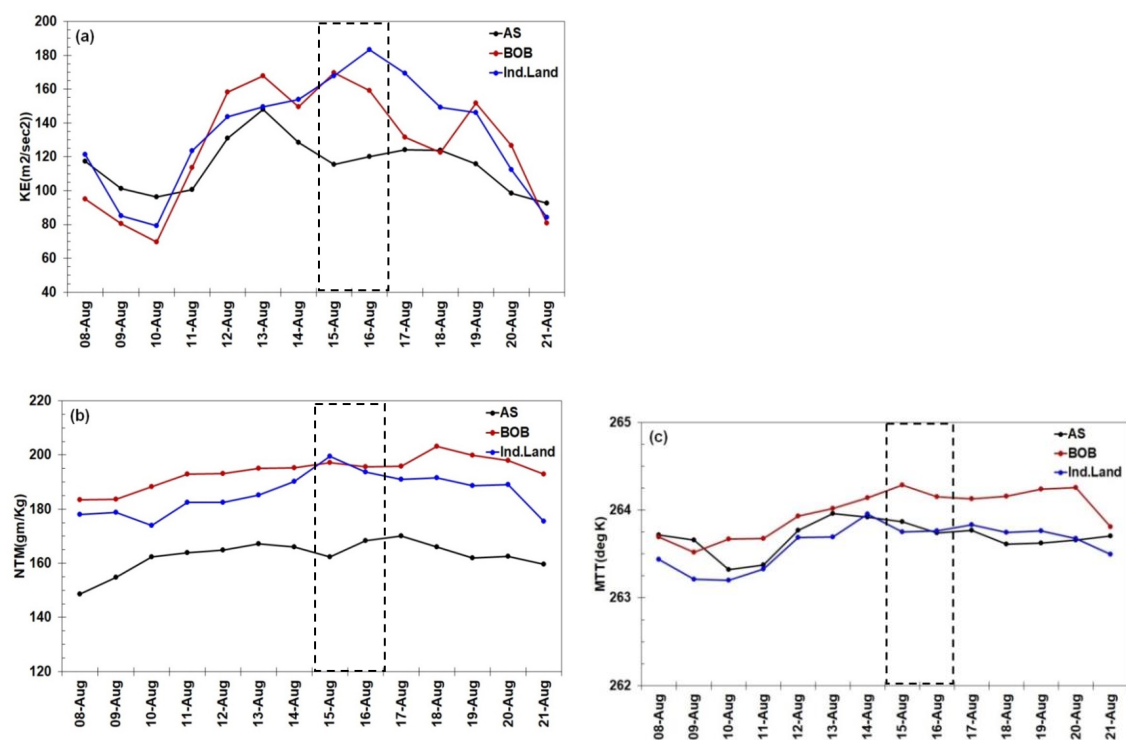 (a)
AS
BOB
Ind.Land
KE(m2/sec2))
200
180
160
140
120
100
80
60
40
08-Aug
09-Aug
10-Aug
11-Aug
12-Aug
13-Aug
14-Aug
15-Aug
16-Aug
17-Aug
18-Aug
19-Aug
20-Aug
21-Aug
(b)
AS
BOB
Ind.Land
NTM(gm/Kg)
220
200
180
160
140
120
08-Aug
09-Aug
10-Aug
11-Aug
12-Aug
13-Aug
14-Aug
15-Aug
16-Aug
17-Aug
18-Aug
19-Aug
20-Aug
21-Aug
(c)
AS
BOB
Ind.Land
MTT(deg K)
265
264
263
262
08-Aug
09-Aug
10-Aug
11-Aug
12-Aug
13-Aug
14-Aug
15-Aug
16-Aug
17-Aug
18-Aug
19-Aug
20-Aug
21-Aug